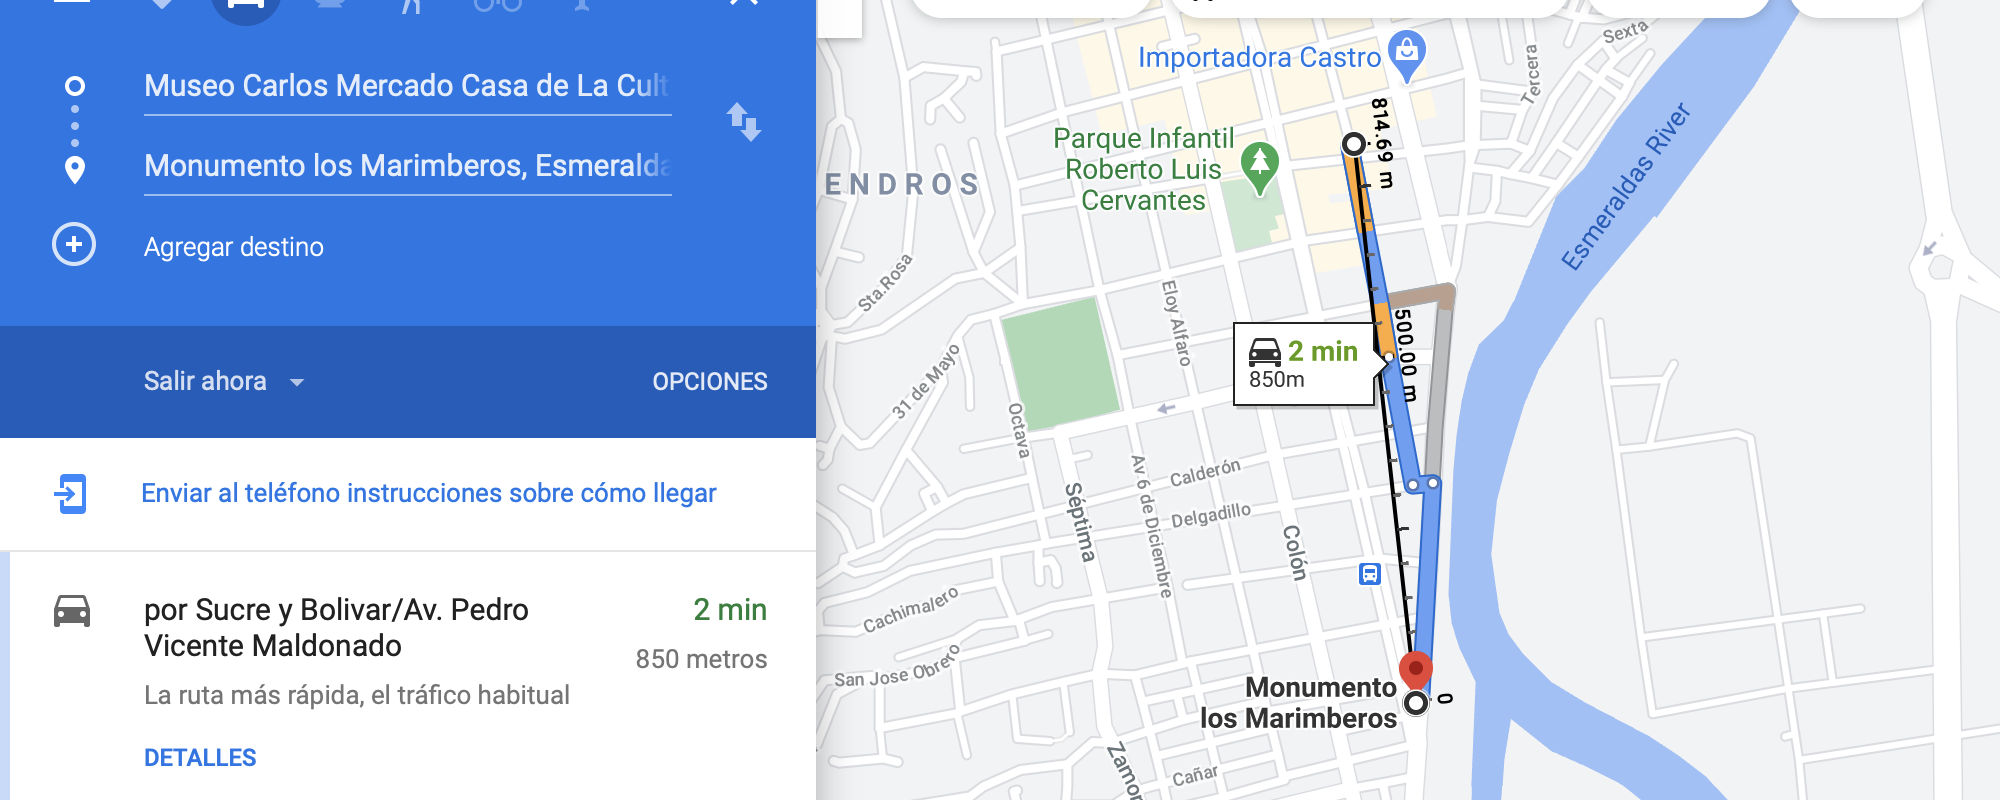 Museo Carlos Mercado Casa de La Cult
Monumento los Marimberos, Esmeralda
Agregar destino
Salir ahora
OPCIONES
Enviar al teléfono instrucciones sobre cómo llegar
por Sucre y Bolivar/Av. Pedro
Vicente Maldonado
2 min
850 metros
La ruta más rápida, el tráfico habitual
DETALLES
Importadora Castro
Parque Infantil
Roberto Luis
Cervantes
ENDROS
814.69 m
Sexta
Tercera
Esmeraldas River
Sta.Rosa
Eloy Alfaro
31 de Mayo
Octava
2 min
850m
500.00 m
Calderón
Av 6 de Diciembre
Delgadillo
Séptima
Colón
Cachimalero
San Jose Obrero
Monumento
los Marimberos
0
Zamor
Cañar